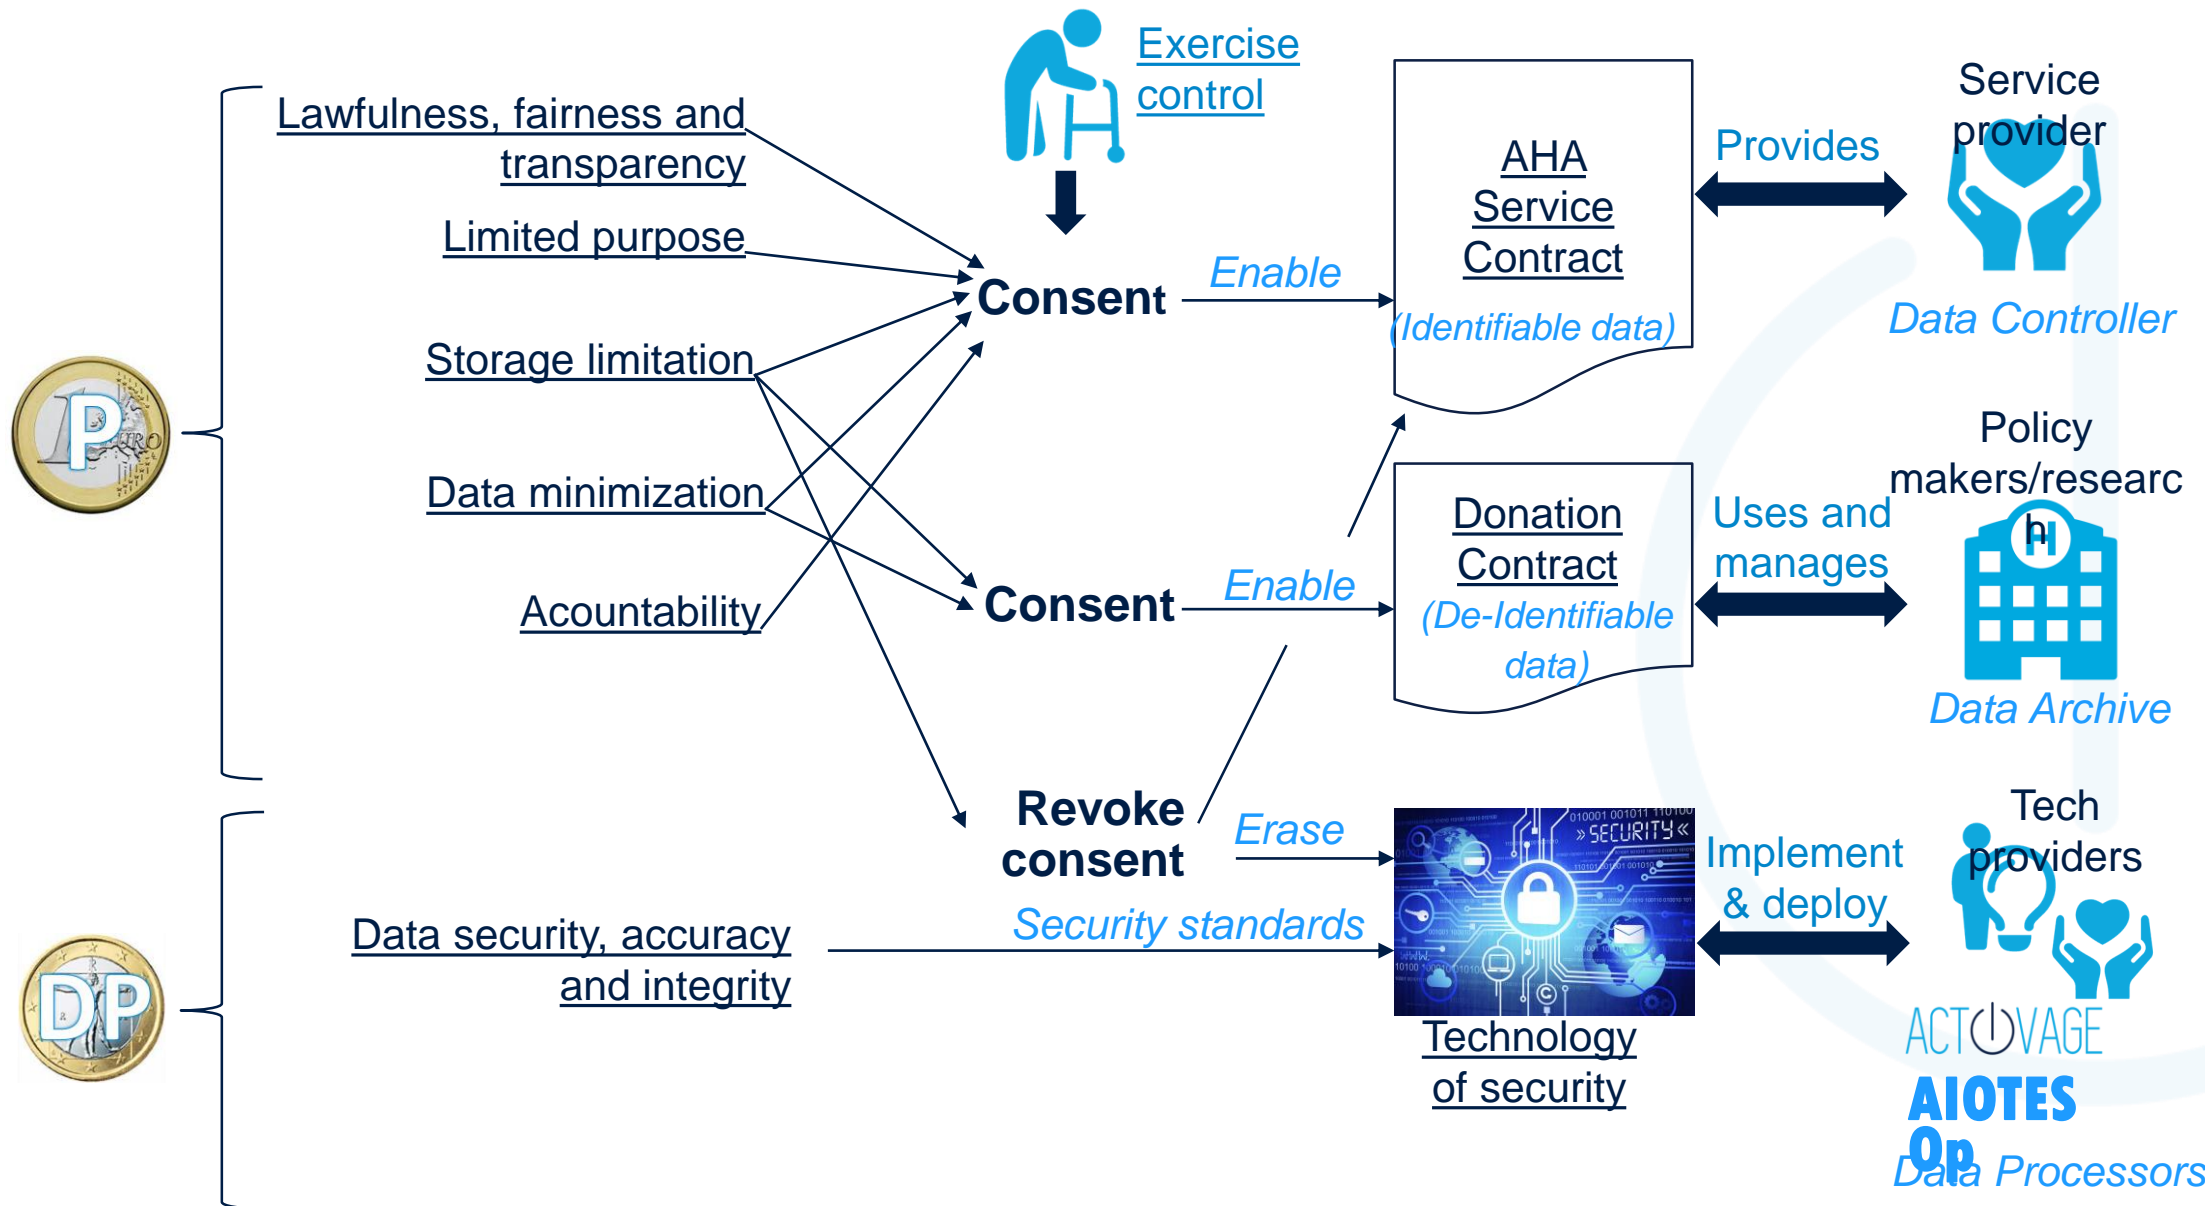 Exercise
control
Lawfulness, fairness and
transparency
Limited purpose
Storage limitation
Data minimization
Acountability
P
Consent
Enable
AHA
Service
Contract
(Identifiable data)
Provides
Service
provider
Data Controller
Consent
Enable
Donation
Contract
(De-Identifiable
data)
Uses and
manages
Policy
makers/researc
h
H
Data Archive
Revoke
consent
Erase
Security standards
DP
Data security, accuracy
and integrity
»SECURITY«
Technology
of security
Implement
& deploy
Tech
providers
ACTIVAGE
AIOTES
Op
Data Processors